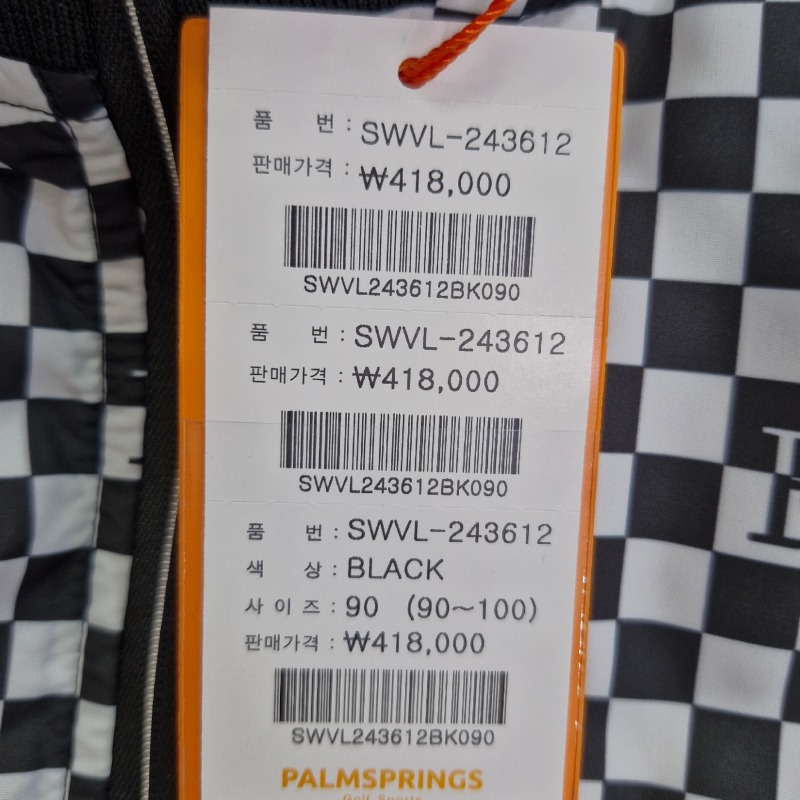 품 번 : SWVL-243612
판매가격 : ₩418,000
SWVL243612BK090
품 번 : SWVL-243612
판매가격 : ₩418,000
SWVL243612BK090
품 번 : SWVL-243612
색 상 : BLACK
사 이 즈 : 90 (90~100)
판매가격 : ₩418,000
SWVL243612BK090
PALMSPRINGS
Golf Sports